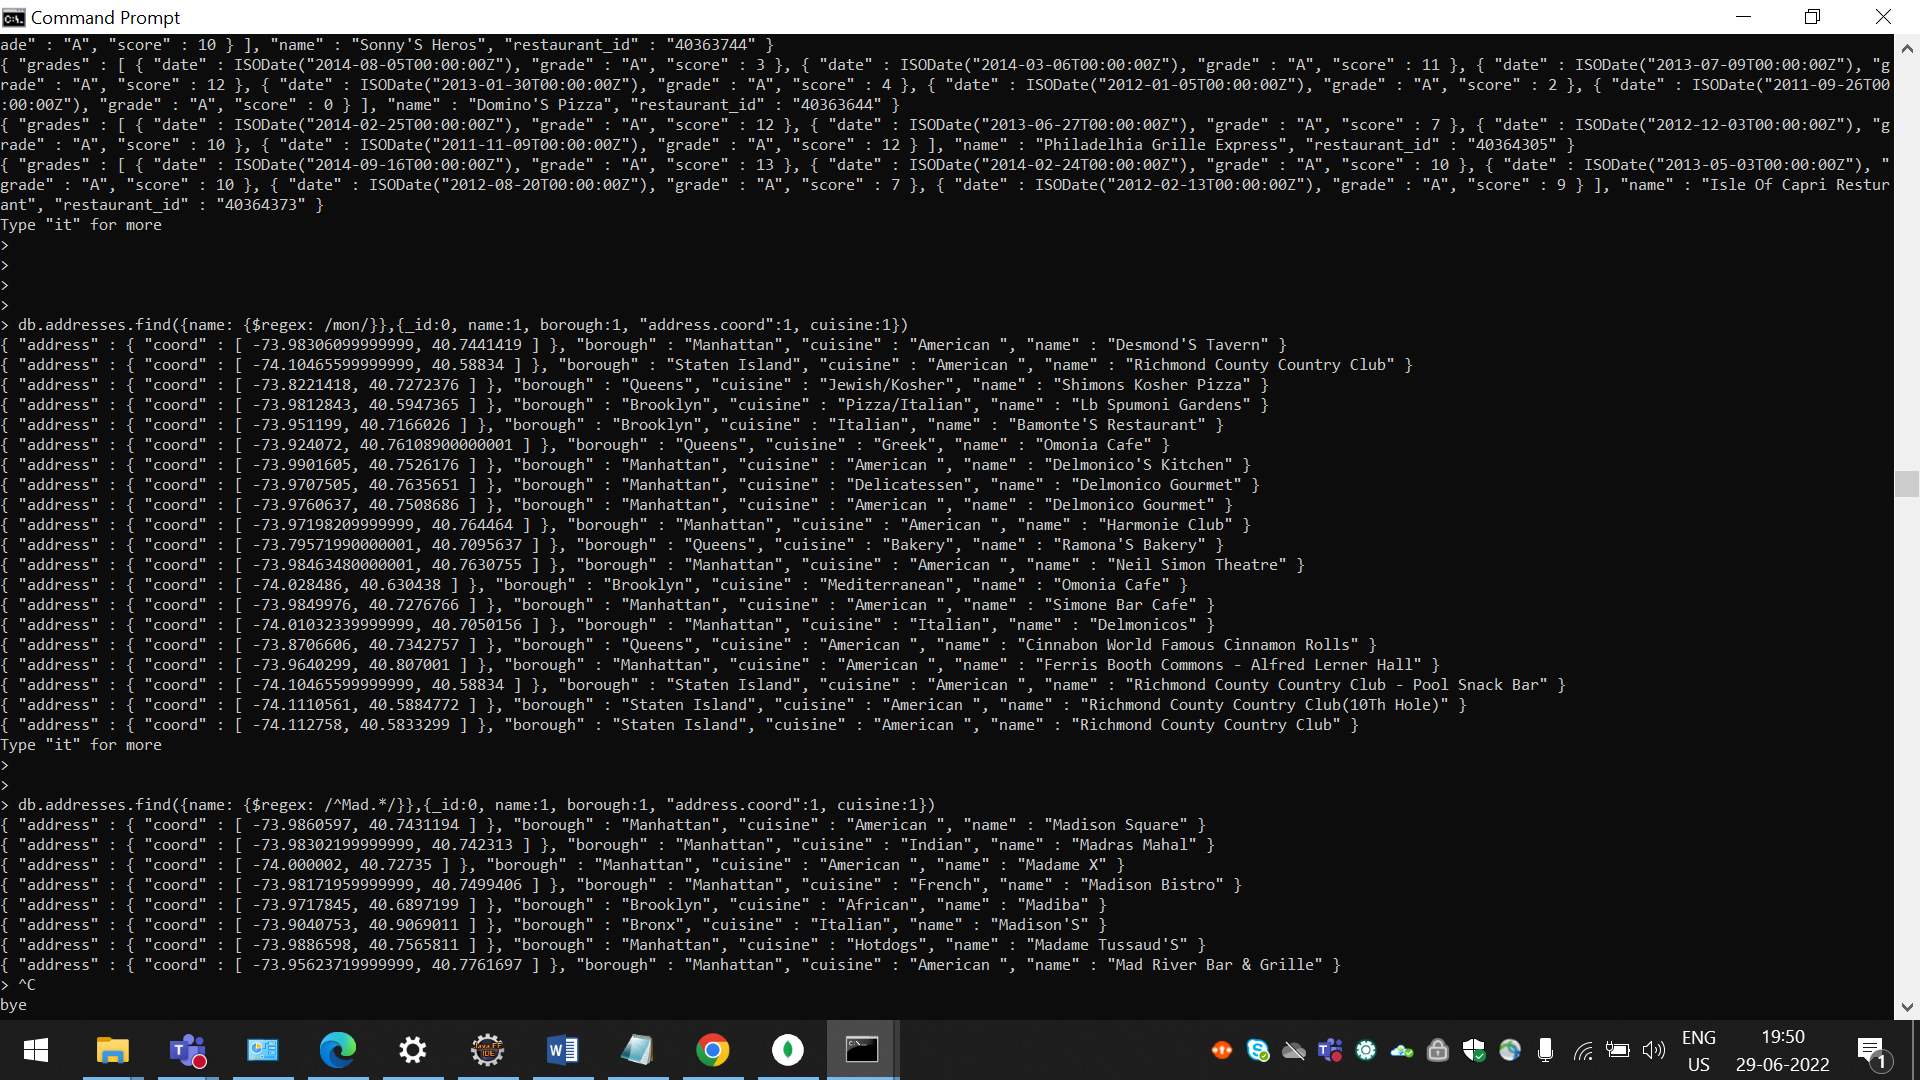 Command Prompt
ade" : "A", "score" : 10 } ], "name" : "Sonny'S Heros", "restaurant_id" : "40363744" }
{ "grades" : [ { "date" : ISODate("2014-08-05T00:00:00Z"), "grade" : "A", "score" : 3 }, { "date" : ISODate("2014-03-06T00:00:00Z"), "grade" : "A", "score" : 11 }, { "date" : ISODate("2013-07-09T00:00:00Z"), "g
rade" : "A", "score" : 12 }, { "date" : ISODate("2013-01-30T00:00:00Z"), "grade" : "A", "score" : 4 }, { "date" : ISODate("2012-01-05T00:00:00Z"), "grade" : "A", "score" : 2 }, { "date" : ISODate("2011-09-26T00
:00:00Z"), "grade" : "A", "score" : 0 } ], "name" : "Domino'S Pizza", "restaurant_id" : "40363644" }
{ "grades" : [ { "date" : ISODate("2014-02-25T00:00:00Z"), "grade" : "A", "score" : 12 }, { "date" : ISODate("2013-06-27T00:00:00Z"), "grade" : "A", "score" : 7 }, { "date" : ISODate("2012-12-03T00:00:00Z"), "g
rade" : "A", "score" : 10 }, { "date" : ISODate("2011-11-09T00:00:00Z"), "grade" : "A", "score" : 12 } ], "name" : "Philadelhia Grille Express", "restaurant_id" : "40364305" }
{ "grades" : [ { "date" : ISODate("2014-09-16T00:00:00Z"), "grade" : "A", "score" : 13 }, { "date" : ISODate("2014-02-24T00:00:00Z"), "grade" : "A", "score" : 10 }, { "date" : ISODate("2013-05-03T00:00:00Z"), "
grade" : "A", "score" : 10 }, { "date" : ISODate("2012-08-20T00:00:00Z"), "grade" : "A", "score" : 7 }, { "date" : ISODate("2012-02-13T00:00:00Z"), "grade" : "A", "score" : 9 } ], "name" : "Isle Of Capri Restur
ant", "restaurant_id" : "40364373" }
Type "it" for more
>
>
>
>
> db.addresses.find({name: {$regex: /mon/}},{_id:0, name:1, borough:1, "address.coord":1, cuisine:1})
{ "address" : { "coord" : [ -73.98306099999999, 40.7441419 ] }, "borough" : "Manhattan", "cuisine" : "American ", "name" : "Desmond'S Tavern" }
{ "address" : { "coord" : [ -74.10465599999999, 40.58834 ] }, "borough" : "Staten Island", "cuisine" : "American ", "name" : "Richmond County Country Club" }
{ "address" : { "coord" : [ -73.8221418, 40.7272376 ] }, "borough" : "Queens", "cuisine" : "Jewish/Kosher", "name" : "Shimons Kosher Pizza" }
{ "address" : { "coord" : [ -73.9812843, 40.5947365 ] }, "borough" : "Brooklyn", "cuisine" : "Pizza/Italian", "name" : "Lb Spumoni Gardens" }
{ "address" : { "coord" : [ -73.951199, 40.7166026 ] }, "borough" : "Brooklyn", "cuisine" : "Italian", "name" : "Bamonte'S Restaurant" }
{ "address" : { "coord" : [ -73.924072, 40.76108900000001 ] }, "borough" : "Queens", "cuisine" : "Greek", "name" : "Omonia Cafe" }
{ "address" : { "coord" : [ -73.9901605, 40.7526176 ] }, "borough" : "Manhattan", "cuisine" : "American ", "name" : "Delmonico'S Kitchen" }
{ "address" : { "coord" : [ -73.9707505, 40.7635651 ] }, "borough" : "Manhattan", "cuisine" : "Delicatessen", "name" : "Delmonico Gourmet" }
{ "address" : { "coord" : [ -73.9760637, 40.7508686 ] }, "borough" : "Manhattan", "cuisine" : "American ", "name" : "Delmonico Gourmet" }
{ "address" : { "coord" : [ -73.97198209999999, 40.764464 ] }, "borough" : "Manhattan", "cuisine" : "American ", "name" : "Harmonie Club" }
{ "address" : { "coord" : [ -73.79571990000001, 40.7095637 ] }, "borough" : "Queens", "cuisine" : "Bakery", "name" : "Ramona'S Bakery" }
{ "address" : { "coord" : [ -73.98463480000001, 40.7630755 ] }, "borough" : "Manhattan", "cuisine" : "American ", "name" : "Neil Simon Theatre" }
{ "address" : { "coord" : [ -74.028486, 40.630438 ] }, "borough" : "Brooklyn", "cuisine" : "Mediterranean", "name" : "Omonia Cafe" }
{ "address" : { "coord" : [ -73.9849976, 40.7276766 ] }, "borough" : "Manhattan", "cuisine" : "American ", "name" : "Simone Bar Cafe" }
{ "address" : { "coord" : [ -74.01032339999999, 40.7050156 ] }, "borough" : "Manhattan", "cuisine" : "Italian", "name" : "Delmonicos" }
{ "address" : { "coord" : [ -73.8706606, 40.7342757 ] }, "borough" : "Queens", "cuisine" : "American ", "name" : "Cinnabon World Famous Cinnamon Rolls" }
{ "address" : { "coord" : [ -73.9640299, 40.807001 ] }, "borough" : "Manhattan", "cuisine" : "American ", "name" : "Ferris Booth Commons - Alfred Lerner Hall" }
{ "address" : { "coord" : [ -74.10465599999999, 40.58834 ] }, "borough" : "Staten Island", "cuisine" : "American ", "name" : "Richmond County Country Club - Pool Snack Bar" }
{ "address" : { "coord" : [ -74.1110561, 40.5884772 ] }, "borough" : "Staten Island", "cuisine" : "American ", "name" : "Richmond County Country Club(10Th Hole)" }
{ "address" : { "coord" : [ -74.112758, 40.5833299 ] }, "borough" : "Staten Island", "cuisine" : "American ", "name" : "Richmond County Country Club" }
Type "it" for more
>
>
> db.addresses.find({name: {$regex: /^Mad.*/}},{_id:0, name:1, borough:1, "address.coord":1, cuisine:1})
{ "address" : { "coord" : [ -73.9860597, 40.7431194 ] }, "borough" : "Manhattan", "cuisine" : "American ", "name" : "Madison Square" }
{ "address" : { "coord" : [ -73.98302199999999, 40.742313 ] }, "borough" : "Manhattan", "cuisine" : "Indian", "name" : "Madras Mahal" }
{ "address" : { "coord" : [ -74.000002, 40.72735 ] }, "borough" : "Manhattan", "cuisine" : "American ", "name" : "Madame X" }
{ "address" : { "coord" : [ -73.98171959999999, 40.7499406 ] }, "borough" : "Manhattan", "cuisine" : "French", "name" : "Madison Bistro" }
{ "address" : { "coord" : [ -73.9717845, 40.6897199 ] }, "borough" : "Brooklyn", "cuisine" : "African", "name" : "Madiba" }
{ "address" : { "coord" : [ -73.9040753, 40.9069011 ] }, "borough" : "Bronx", "cuisine" : "Italian", "name" : "Madison'S" }
{ "address" : { "coord" : [ -73.9886598, 40.7565811 ] }, "borough" : "Manhattan", "cuisine" : "Hotdogs", "name" : "Madame Tussaud'S" }
{ "address" : { "coord" : [ -73.95623719999999, 40.7761697 ] }, "borough" : "Manhattan", "cuisine" : "American ", "name" : "Mad River Bar & Grille" }
> ^C
bye
ENG
US
19:50
29-06-2022
1